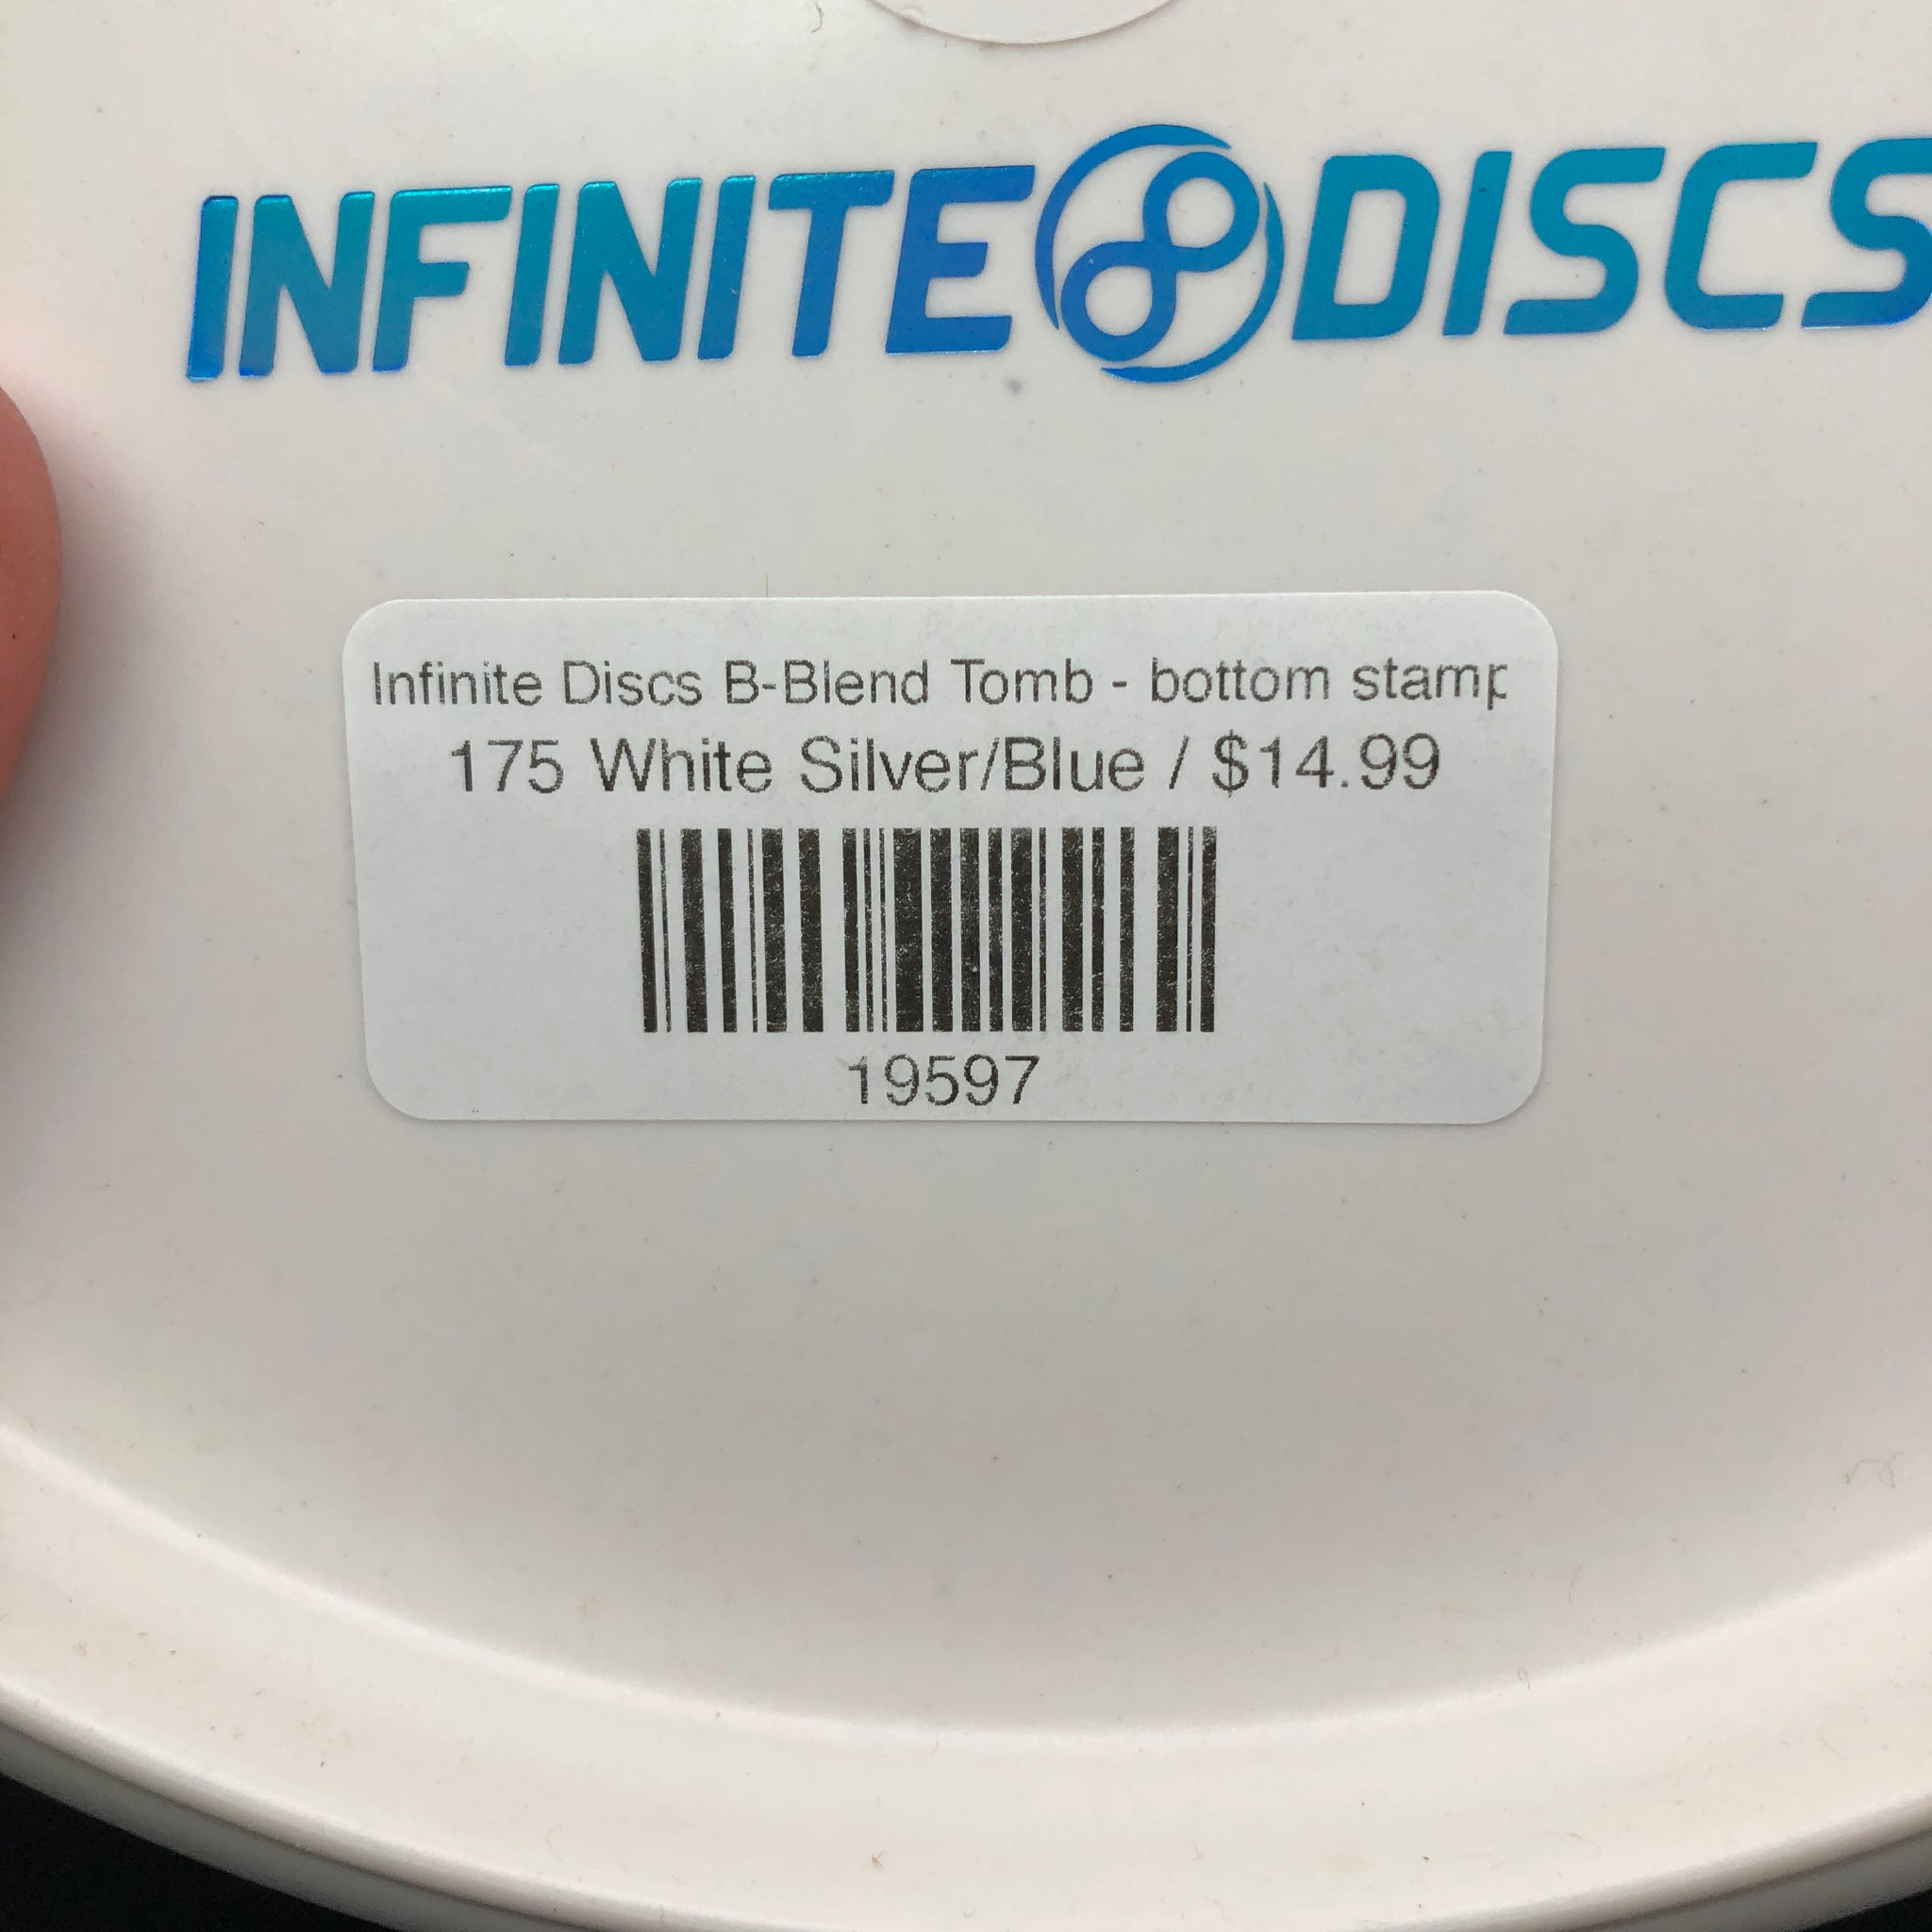 INFINITE DISCS
Infinite Discs B-Blend Tomb - bottom stamp
175 White Silver/Blue / $14.99
19597